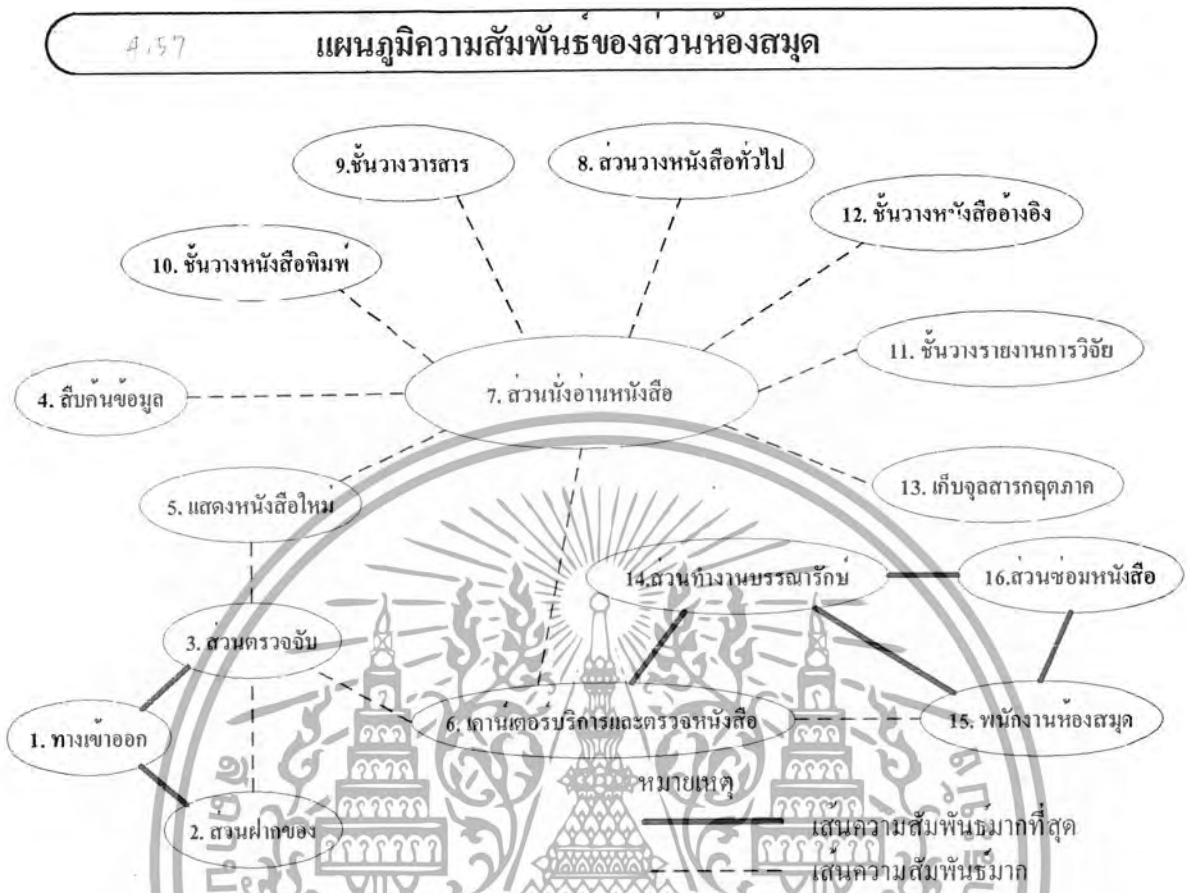 4.57
แผนภูมิความสัมพันธ์ของส่วนห้องสมุด
9.ชั้นวางวารสาร
8. ส่วนวางหนังสือทั่วไป
12. ชั้นวางหนังสืออ้างอิง
10. ชั้นวางหนังสือพิมพ์
11. ชั้นวางรายงานการวิจัย
4. สืบค้นข้อมูล
7. ส่วนนั่งอ่านหนังสือ
13. เก็บจุลสารกฤตภาค
5. แสดงหนังสือใหม่
14.ส่วนทำงานบรรณารักษ์
16.ส่วนซ่อมหนังสือ
3. ส่วนตรวจจับ
6. เคาน์เตอร์บริการและตรวจหนังสือ
15. พนักงานห้องสมุด
1. ทางเข้าออก
หมายเหตุ
2. ส่วนฝากของ
เส้นความสัมพันธ์มากที่สุด
เส้นความสัมพันธ์มาก